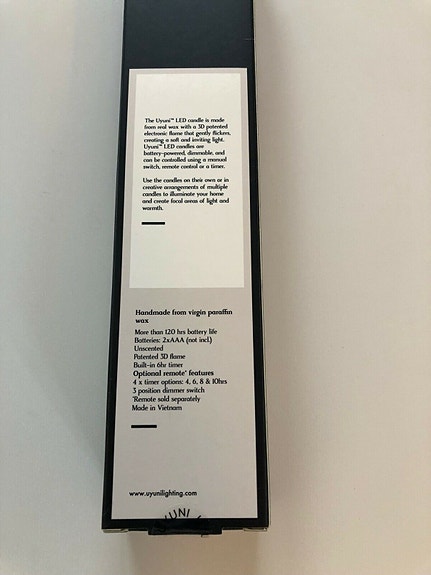 The Uyuni™ LED candle is made
from real wax with a 3D patented
electronic flame that gently flickers,
creating a soft and inviting light.
Uyuni™ LED candles are
battery-powered, dimmable, and
can be controlled using a manual
switch, remote control or a timer.
Use the candles on their own or in
creative arrangements of multiple
candles to illuminate your home
and create focal areas of light and
warmth.
Handmade from virgin paraffin
wax
More than 120 hrs battery life
Batteries: 2xAAA (not incl.)
Unscented
Patented 3D flame
Built-in 6hr timer
Optional remote* features
4 x timer options: 4, 6, 8 & 10hrs
3 position dimmer switch
*Remote sold separately
Made in Vietnam
www.uyunilighting.com
UNI